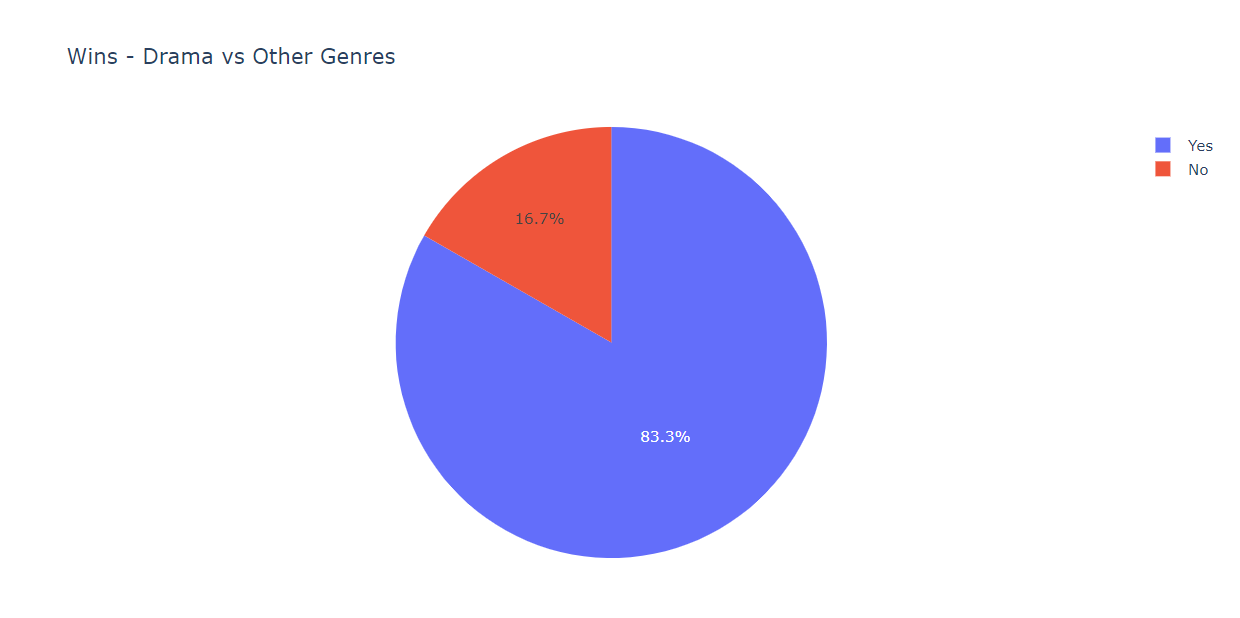 Wins - Drama vs Other Genres
Yes
No
16.7%
83.3%